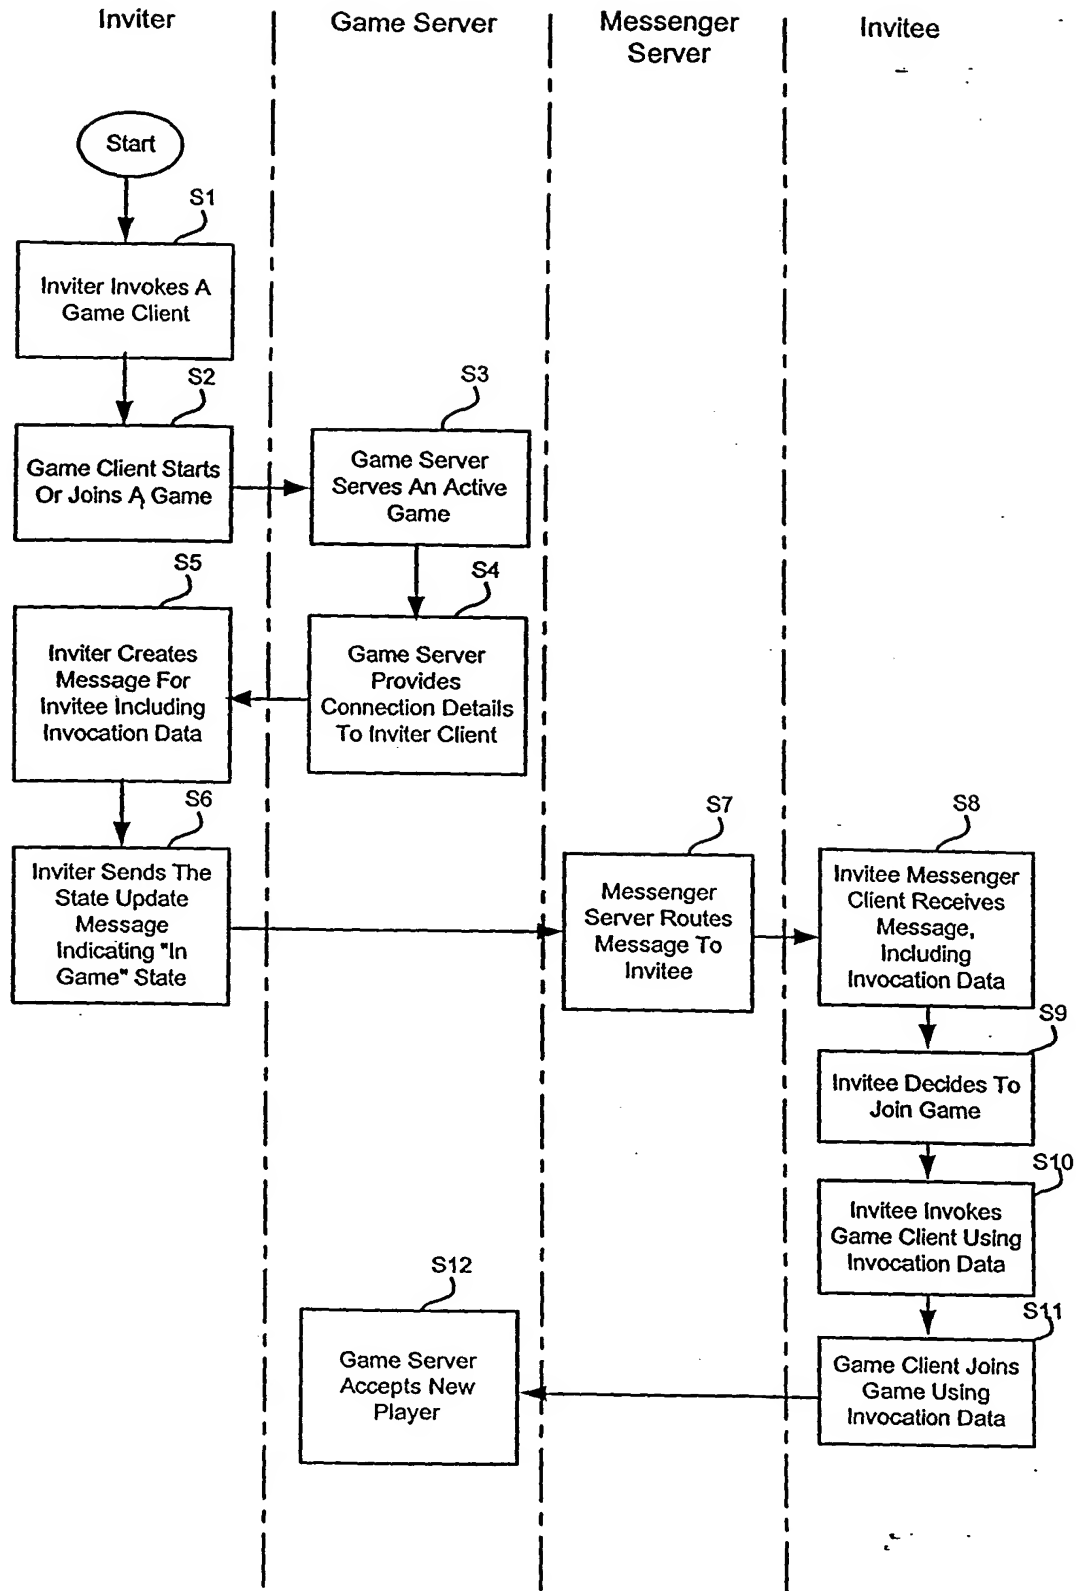 Inviter
Game Server
Messenger
Server
Invitee
Start
S1
Inviter Invokes A
Game Client
S2
Game Client Starts
Or Joins A Game
S3
Game Server
Serves An Active
Game
S4
Game Server
Provides
Connection Details
To Inviter Client
S5
Inviter Creates
Message For
Invitee Including
Invocation Data
S6
Inviter Sends The
State Update
Message
Indicating "In
Game" State
S7
Messenger
Server Routes
Message To
Invitee
S8
Invitee Messenger
Client Receives
Message,
Including
Invocation Data
S9
Invitee Decides To
Join Game
S10
Invitee Invokes
Game Client Using
Invocation Data
S11
Game Client Joins
Game Using
Invocation Data
S12
Game Server
Accepts New
Player